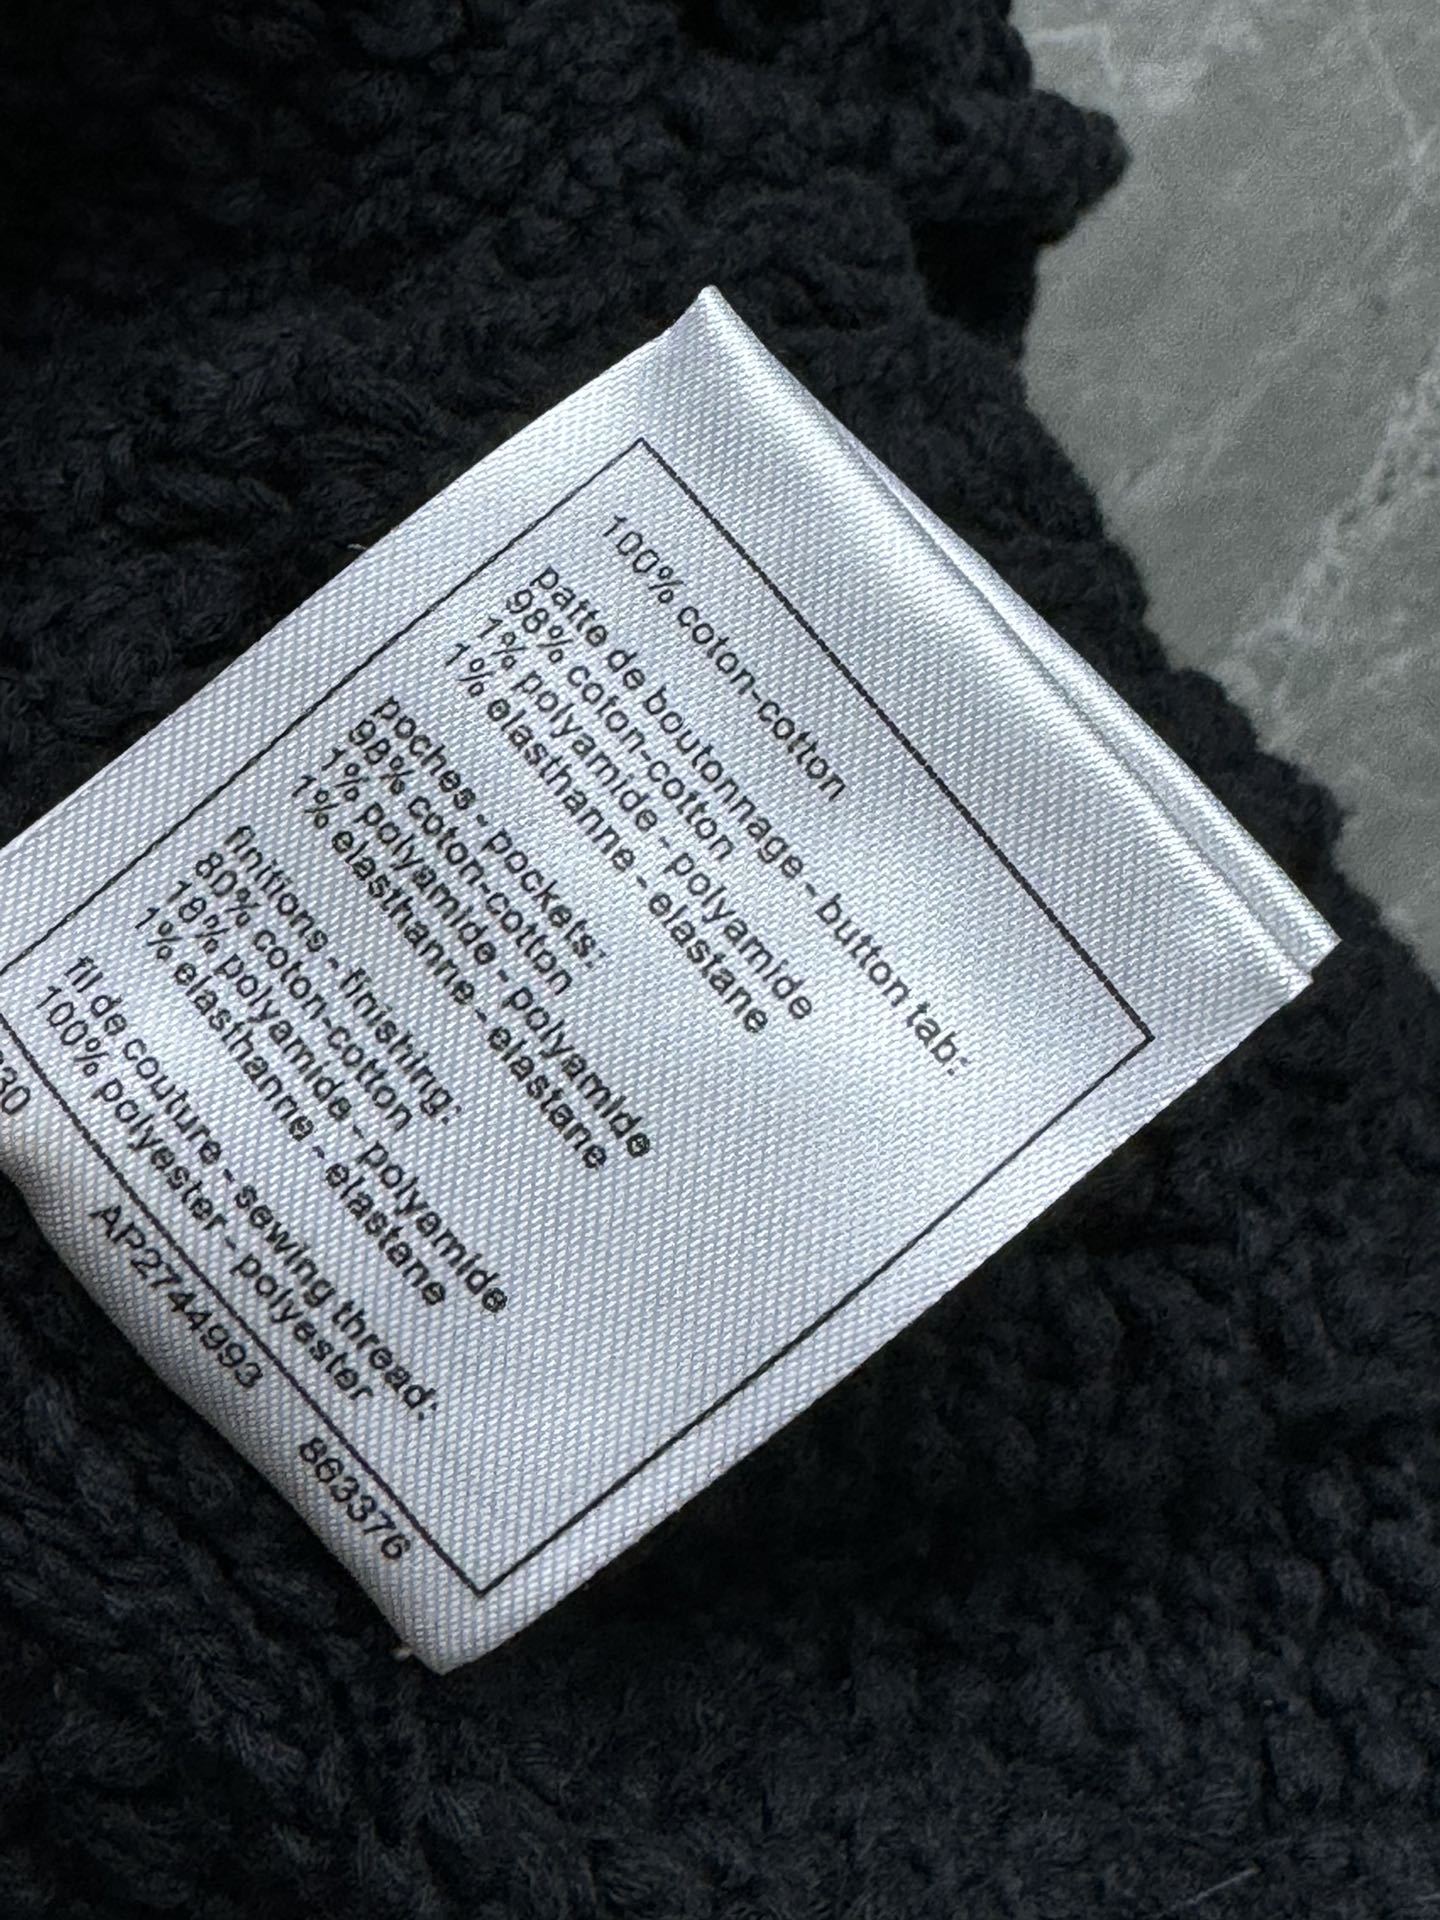 100% coton-cotton
patte de boutonnage - button tab:
98% coton-cotton
1% polyamide - polyamide
1% elasthanne - elastane
poches - pockets:
98% coton-cotton
1% polyamide - polyamide
1% elasthanne - elastane
finitions - finishing:
80% coton-cotton
18% polyamide - polyamide
1% elasthanne - elastane
fil de couture - sewing thread:
100% polyester - polyester
AP2744993 863376